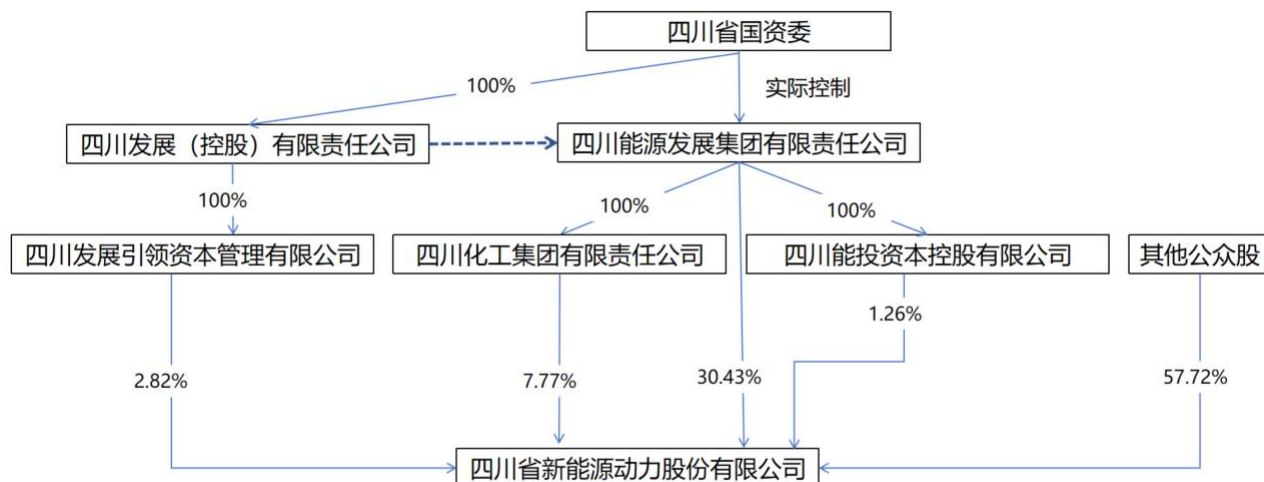 四川省国资委
100%
实际控制
四川发展（控股）有限责任公司
四川能源发展集团有限责任公司
100%
100%
100%
四川发展引领资本管理有限公司
四川化工集团有限责任公司
四川能投资本控股有限公司
其他公众股
1.26%
2.82%
7.77%
30.43%
57.72%
四川省新能源动力股份有限公司